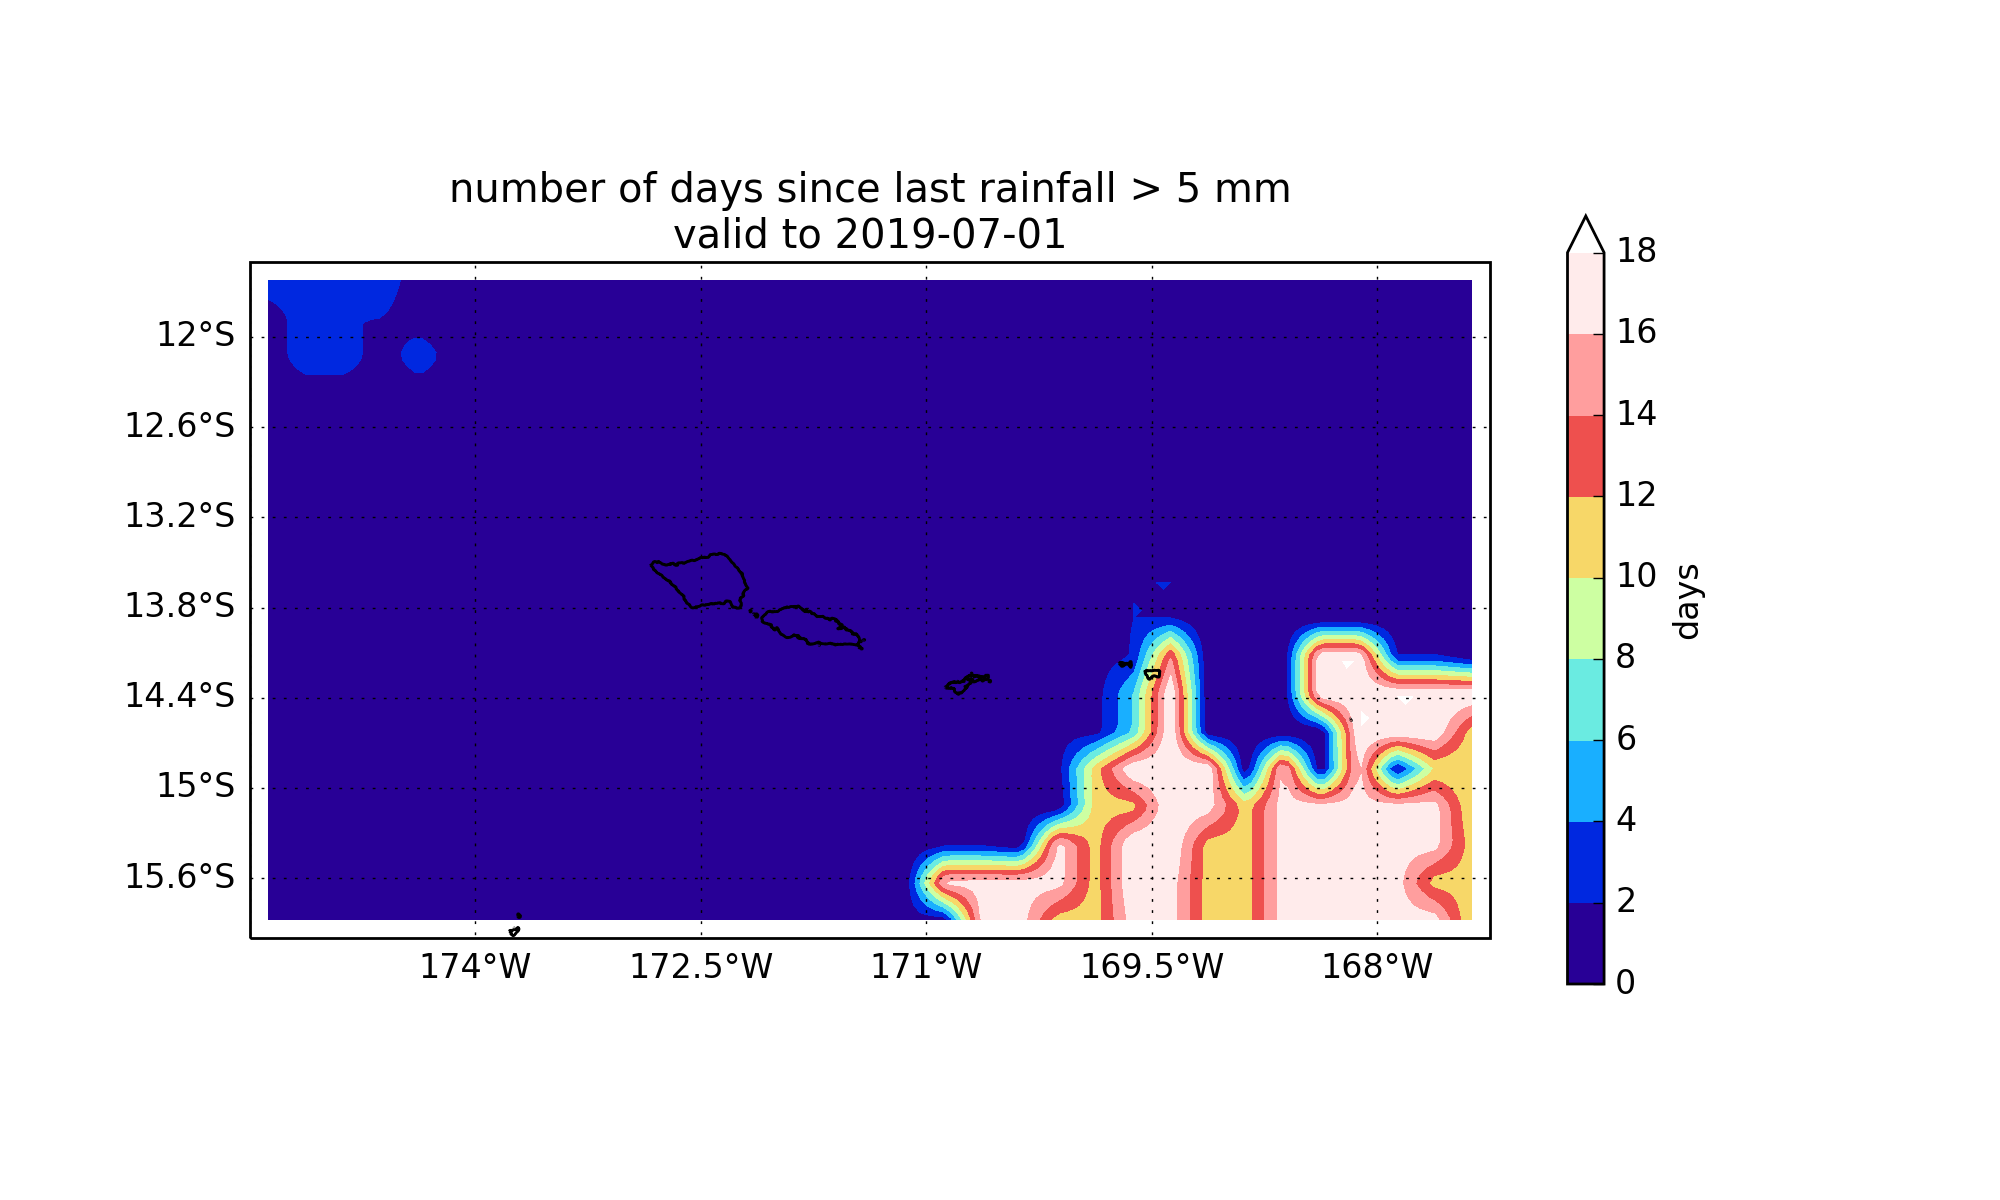 number of days since last rainfall > 5 mm
valid to 2019-07-01
12°S
12.6°S
13.2°S
13.8°S
14.4°S
15°S
15.6°S
174°W
172.5°W
171°W
169.5°W
168°W
18
16
14
12
10
8
6
4
2
0
days